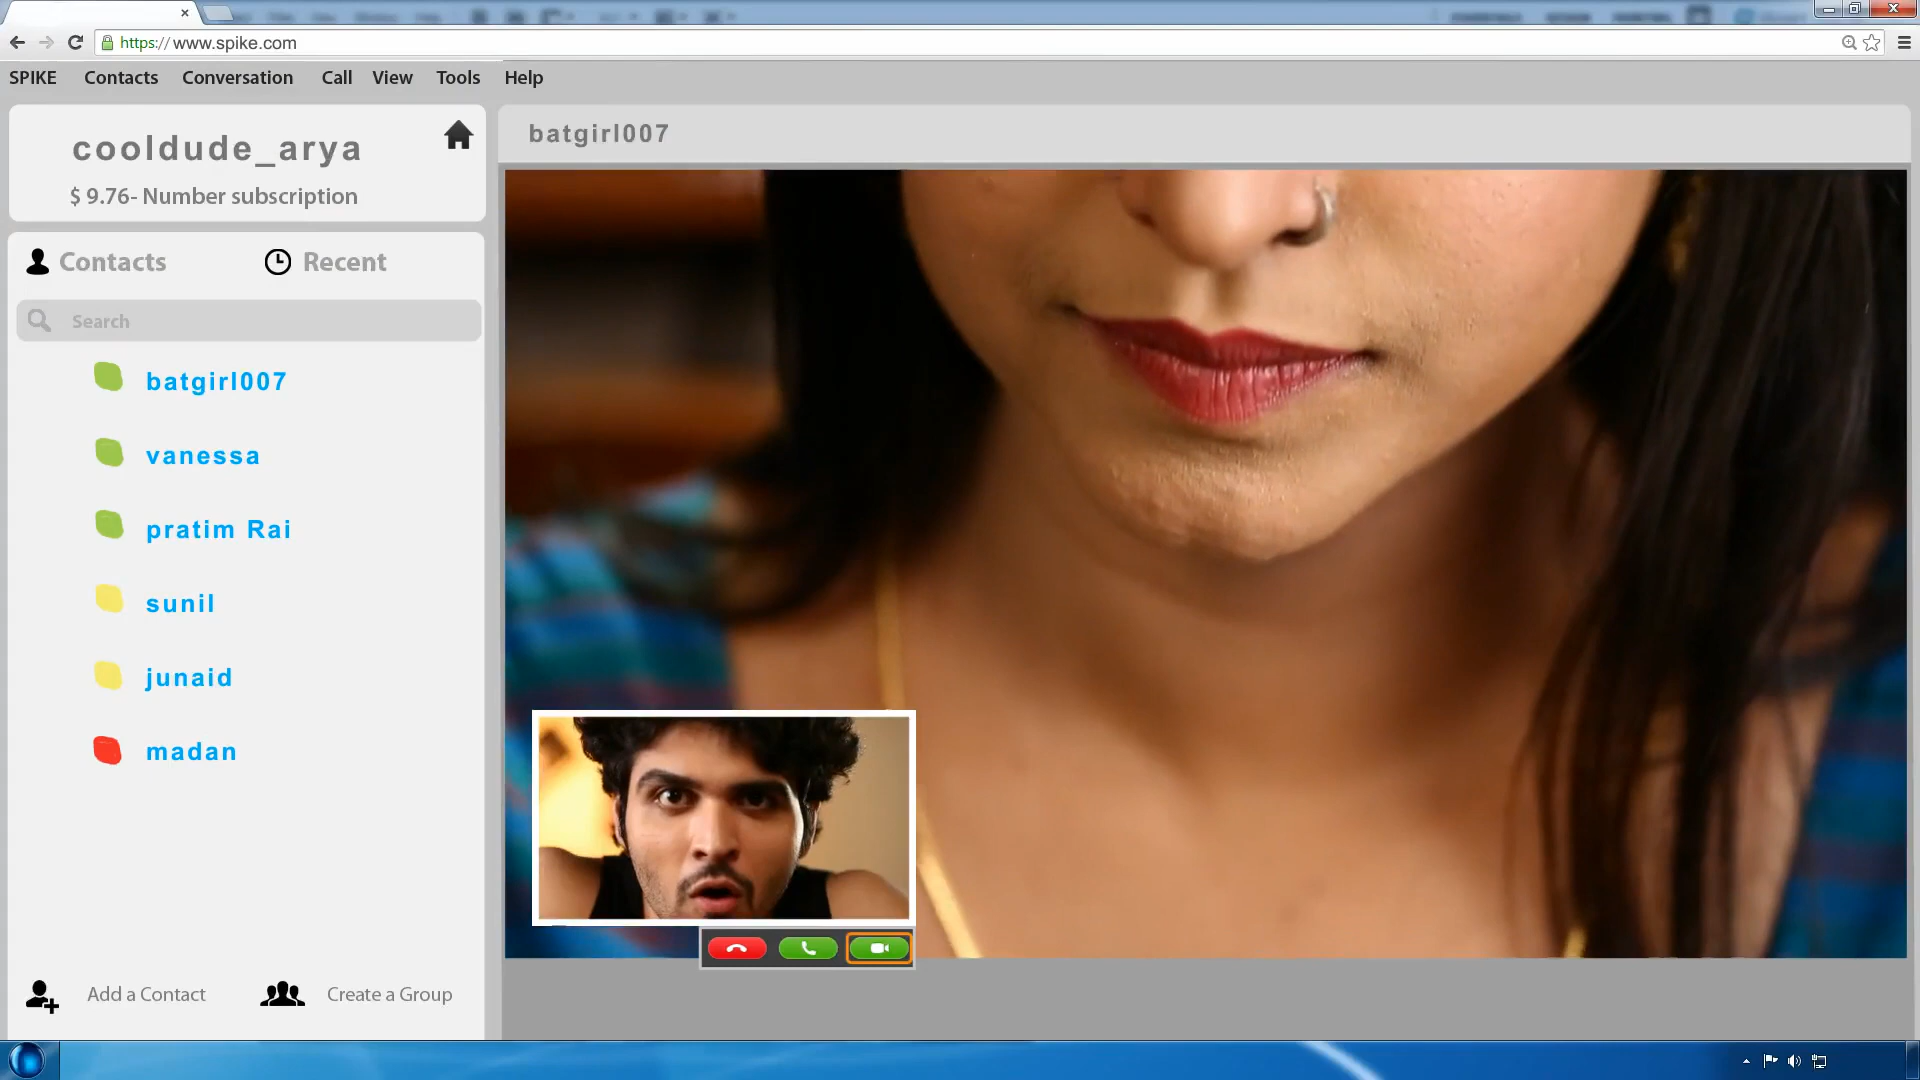 https://www.spike.com
SPIKE Contacts Conversation Call View Tools Help
cooldude_arya
$ 9.76- Number subscription
batgirl007
Contacts Recent
Search
batgirl007
vanessa
pratim Rai
sunil
junaid
madan
Add a Contact Create a Group